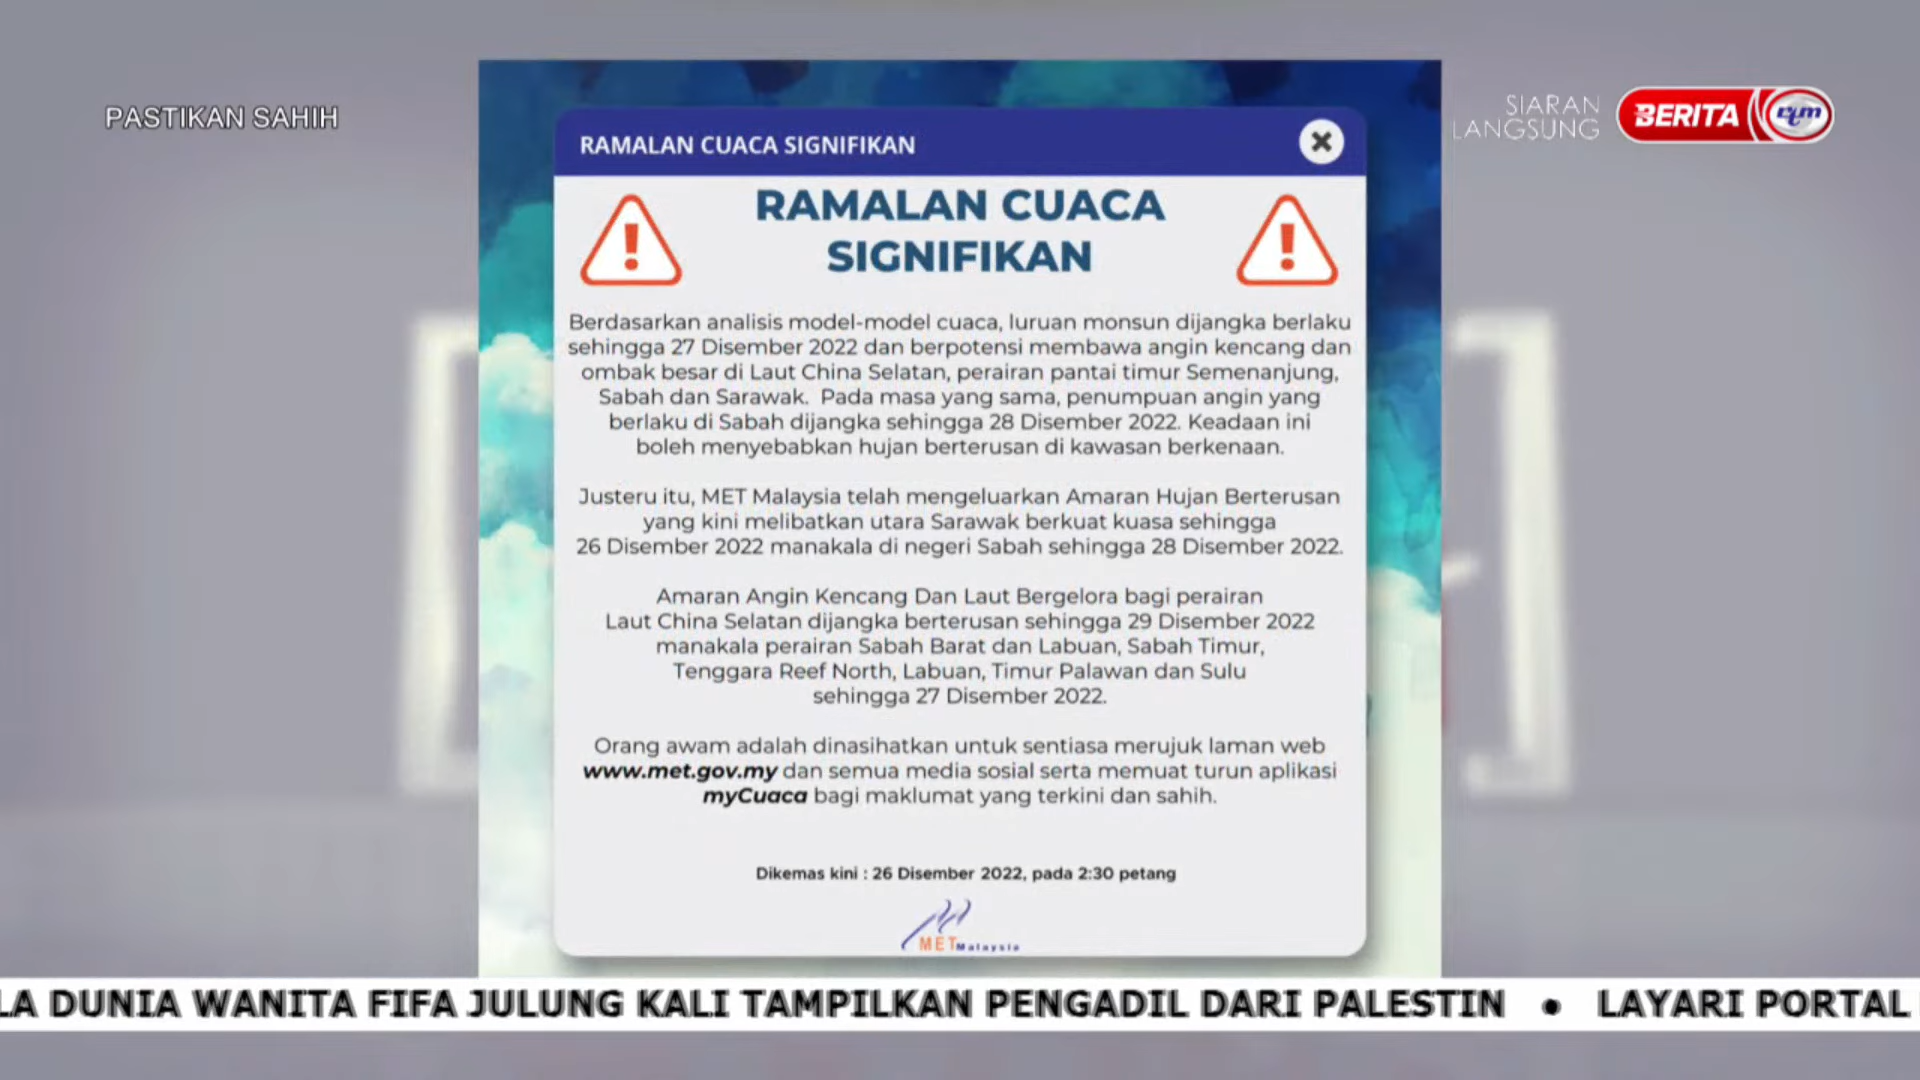 PASTIKAN SAHIH
SIARAN
LANGSUNG
BERITA rtm
RAMALAN CUACA SIGNIFIKAN
RAMALAN CUACA
SIGNIFIKAN
Berdasarkan analisis model-model cuaca, luruan monsun dijangka berlaku
sehingga 27 Disember 2022 dan berpotensi membawa angin kencang dan
ombak besar di Laut China Selatan, perairan pantai timur Semenanjung,
Sabah dan Sarawak. Pada masa yang sama, penumpuan angin yang
berlaku di Sabah dijangka sehingga 28 Disember 2022. Keadaan ini
boleh menyebabkan hujan berterusan di kawasan berkenaan.
Justeru itu, MET Malaysia telah mengeluarkan Amaran Hujan Berterusan
yang kini melibatkan utara Sarawak berkuat kuasa sehingga
26 Disember 2022 manakala di negeri Sabah sehingga 28 Disember 2022.
Amaran Angin Kencang Dan Laut Bergelora bagi perairan
Laut China Selatan dijangka berterusan sehingga 29 Disember 2022
manakala perairan Sabah Barat dan Labuan, Sabah Timur,
Tenggara Reef North, Labuan, Timur Palawan dan Sulu
sehingga 27 Disember 2022.
Orang awam adalah dinasihatkan untuk sentiasa merujuk laman web
www.met.gov.my dan semua media sosial serta memuat turun aplikasi
myCuaca bagi maklumat yang terkini dan sahih.
Dikemas kini : 26 Disember 2022, pada 2:30 petang
MET Malaysia
LA DUNIA WANITA FIFA JULUNG KALI TAMPILKAN PENGADIL DARI PALESTIN • LAYARI PORTAL